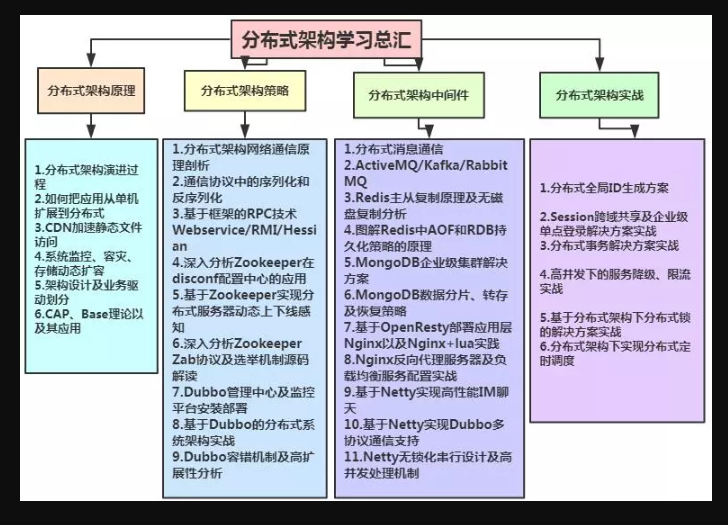 分布式架构学习总汇
分布式架构原理
分布式架构策略
分布式架构中间件
分布式架构实战
1.分布式架构演进过
程
2.如何把应用从单机
扩展到分布式
3.CDN加速静态文件
访问
4.系统监控、容灾、
存储动态扩容
5.架构设计及业务驱
动划分
6.CAP、Base理论以
及其应用
1.分布式架构网络通信原
理剖析
2.通信协议中的序列化和
反序列化
3.基于框架的RPC技术
Webservice/RMI/Hessi
an
4.深入分析Zookeeper在
disconf配置中心的应用
5.基于Zookeeper实现分
布式服务器动态上下线感
知
6.深入分析Zookeeper
Zab协议及选举机制源码
解读
7.Dubbo管理中心及监控
平台安装部署
8.基于Dubbo的分布式系
统架构实战
9.Dubbo容错机制及高扩
展性分析
1.分布式消息通信
2.ActiveMQ/Kafka/Rabbit
MQ
3.Redis主从复制原理及无磁
盘复制分析
4.图解Redis中AOF和RDB持
久化策略的原理
5.MongoDB企业级集群解决
方案
6.MongoDB数据分片、转存
及恢复策略
7.基于OpenResty部署应用层
Nginx以及Nginx+lua实践
8.Nginx反向代理服务器及负
载均衡服务配置实战
9.基于Netty实现高性能IM聊
天
10.基于Netty实现Dubbo多
协议通信支持
11.Netty无锁化串行设计及高
并发处理机制
1.分布式全局ID生成方案
2.Session跨域共享及企业级
单点登录解决方案实战
3.分布式事务解决方案实战
4.高并发下的服务降级、限流
实战
5.基于分布式架构下分布式锁
的解决方案实战
6.分布式架构下实现分布式定
时调度